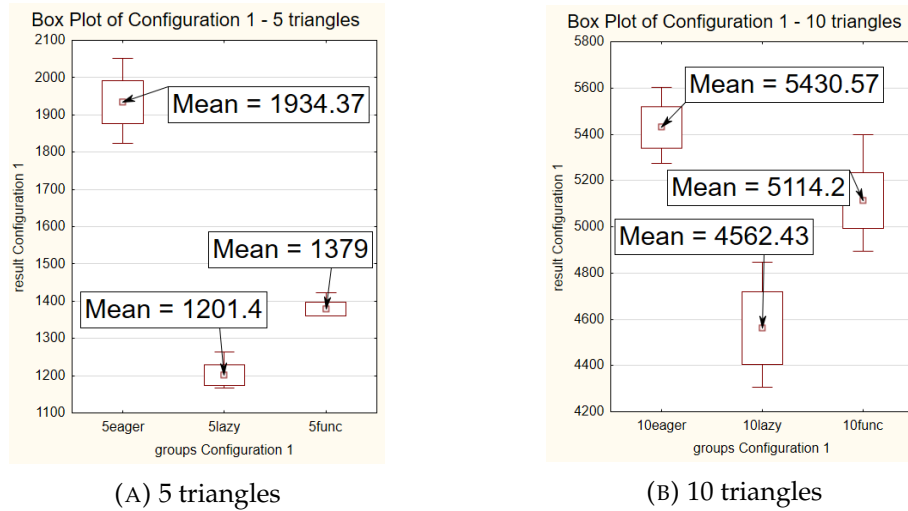 Box Plot of Configuration 1 - 5 triangles
2100
2000
1900
1800
1700
1600
1500
1400
1300
1200
1100
result Configuration 1
Mean = 1934.37
Mean = 1379
Mean = 1201.4
5eager 5lazy 5func
groups Configuration 1
(A) 5 triangles
Box Plot of Configuration 1 - 10 triangles
5800
5600
5400
5200
5000
4800
4600
4400
4200
result Configuration 1
Mean = 5430.57
Mean = 5114.2
Mean = 4562.43
10eager 10lazy 10func
groups Configuration 1
(B) 10 triangles